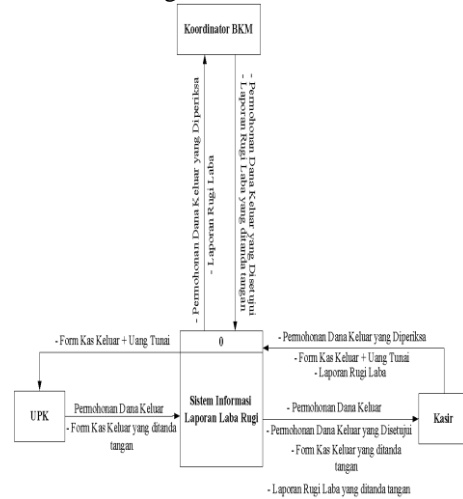 Koordinator BKM
- Permohonan Dana Keluar yang Diperiksa
- Laporan Rugi Laba
- Permohonan Dana Keluar yang Disetujui
- Laporan Rugi Laba yang ditanda tangan
- Form Kas Keluar + Uang Tunai
0
- Permohonan Dana Keluar yang Diperiksa
- Form Kas Keluar + Uang Tunai
- Laporan Rugi Laba
UPK
Permohonan Dana Keluar
- Form Kas Keluar yang ditanda
tangan
Sistem Informasi
Laporan Laba Rugi
- Permohonan Dana Keluar
- Permohonan Dana Keluar yang Disetujui
- Form Kas Keluar yang ditanda
tangan
- Laporan Rugi Laba yang ditanda tangan
Kasir